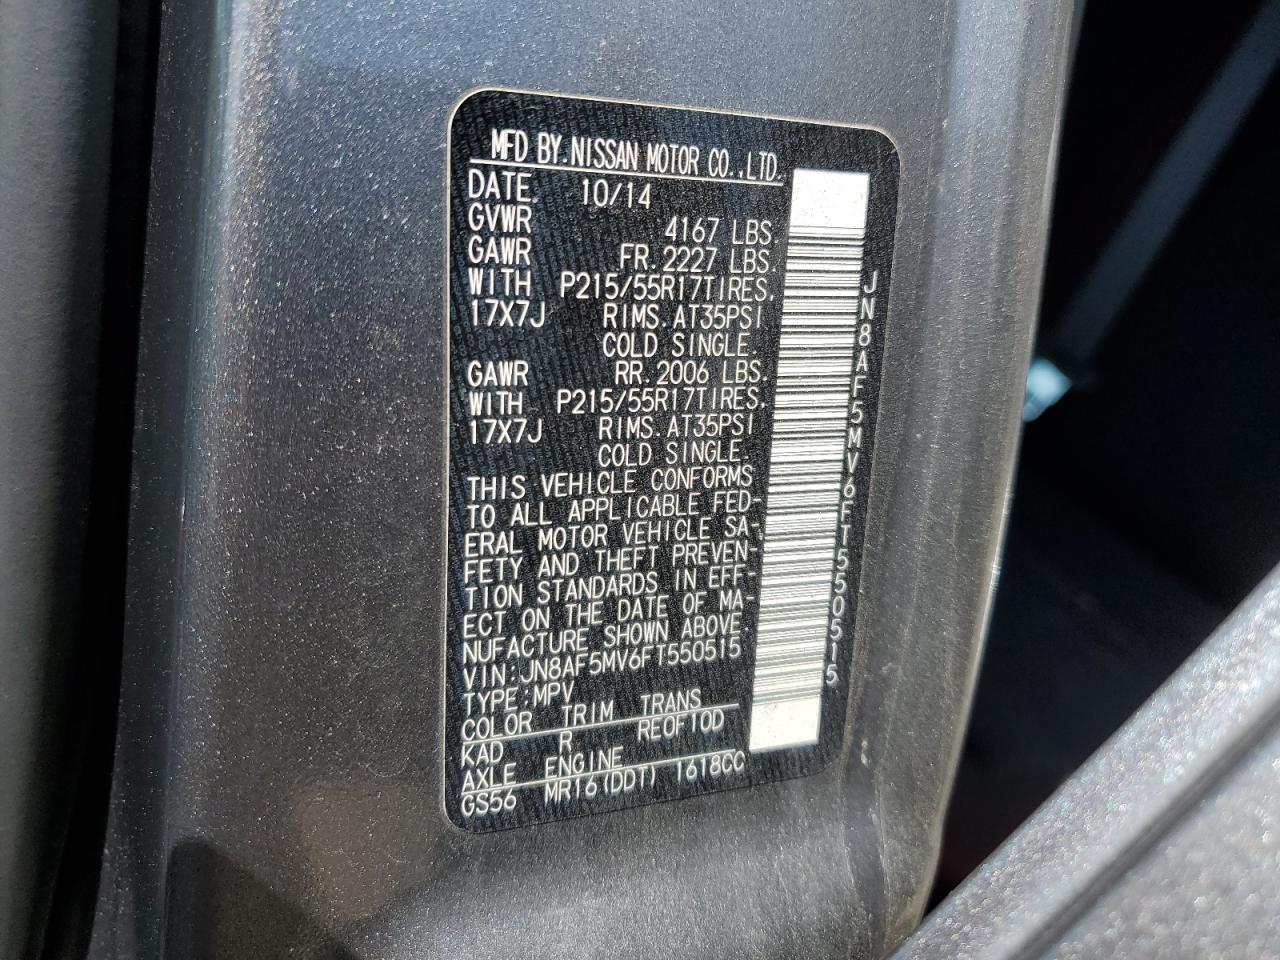 MFD BY.NISSAN MOTOR CO.,LTD.
DATE. 10/14
GVWR 4167 LBS.
GAWR FR.2227 LBS.
WITH P215/55R17TIRES.
17X7J RIMS.AT35PSI
COLD SINGLE.
GAWR RR.2006 LBS.
WITH P215/55R17TIRES.
17X7J RIMS.AT35PSI
COLD SINGLE.
THIS VEHICLE CONFORMS
TO ALL APPLICABLE FED-
ERAL MOTOR VEHICLE SA-
FETY AND THEFT PREVEN-
TION STANDARDS IN EFF-
ECT ON THE DATE OF MA-
NUFACTURE SHOWN ABOVE.
VIN:JN8AF5MV6FT550515
TYPE:MPV
COLOR TRIM TRANS
KAD R RE0F10D
AXLE ENGINE
GS56 MR16(DDT) 1618CC
JN8AF5MV6FT550515